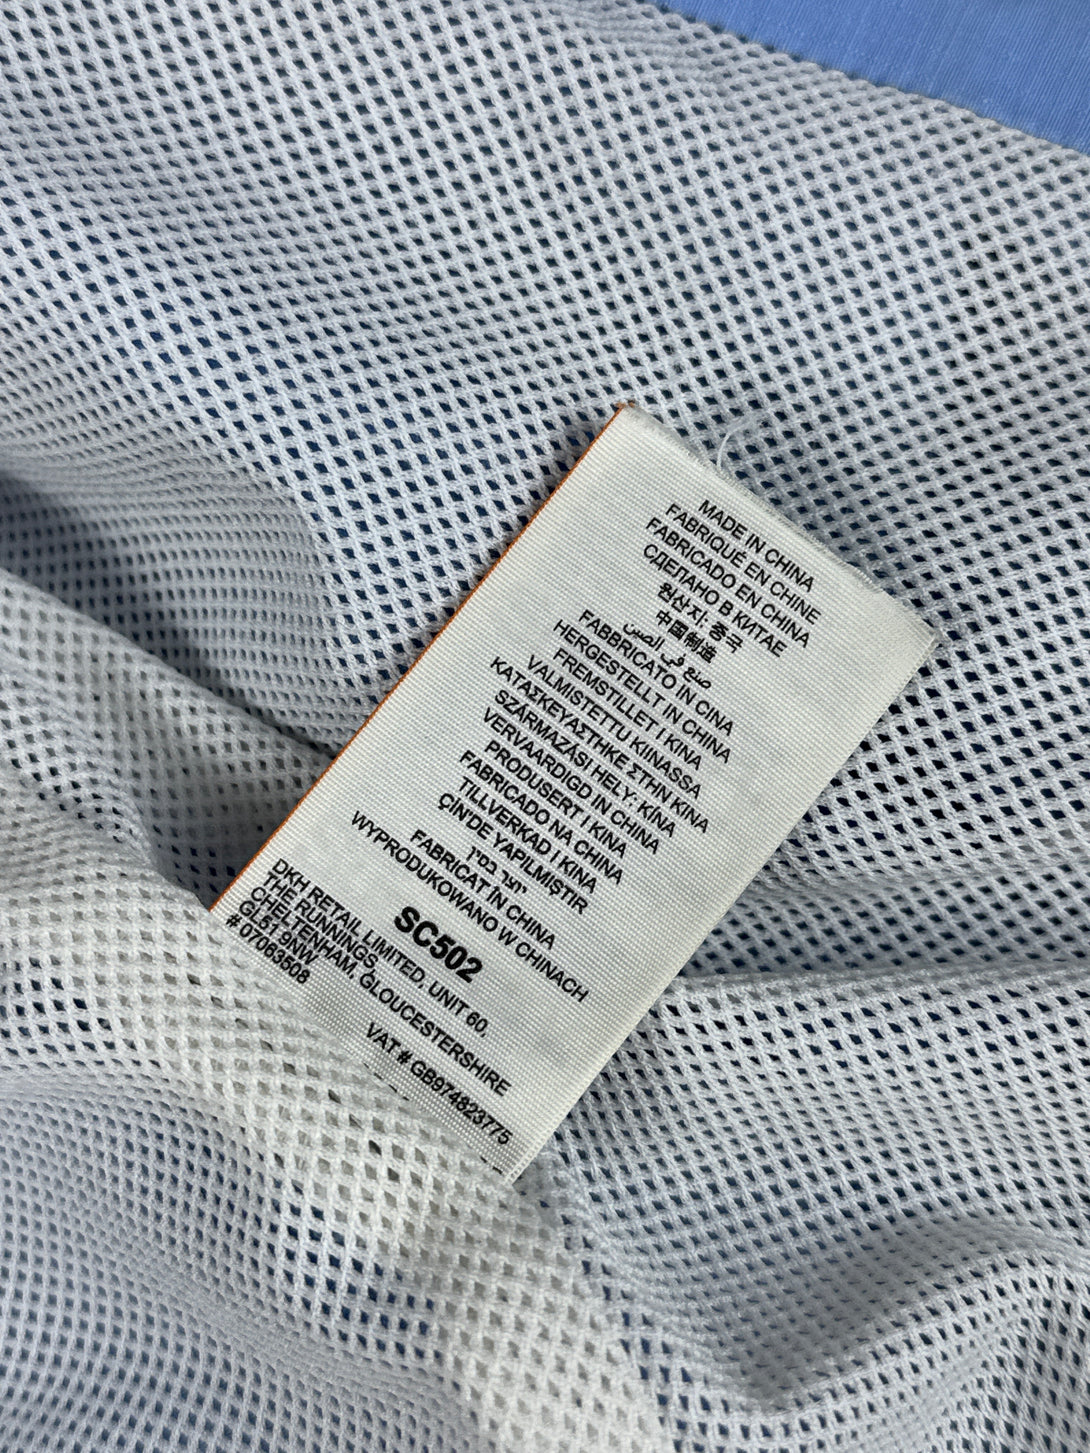 MADE IN CHINA
FABRIQUÉ EN CHINE
FABRICADO EN CHINA
СДЕЛАНО В КИТАЕ
원산지: 중국
中国制造
صنع في الصين
FABBRICATO IN CINA
HERGESTELLT IN CHINA
FREMSTILLET I KINA
VALMISTETTU KIINASSA
ΚΑΤΑΣΚΕΥΑΣΤΗΚΕ ΣΤΗΝ ΚΙΝΑ
SZÁRMAZÁSI HELY: KÍNA
VERVAARDIGD IN CHINA
PRODUSERT I KINA
FABRICADO NA CHINA
TILLVERKAD I KINA
ÇİN'DE YAPILMIŞTIR
יוצר בסין
FABRICAT ÎN CHINA
WYPRODUKOWANO W CHINACH
SC502
DKH RETAIL LIMITED, UNIT 60,
THE RUNNINGS,
CHELTENHAM, GLOUCESTERSHIRE
GL51 9NW
# 07063508
VAT # GB974823775